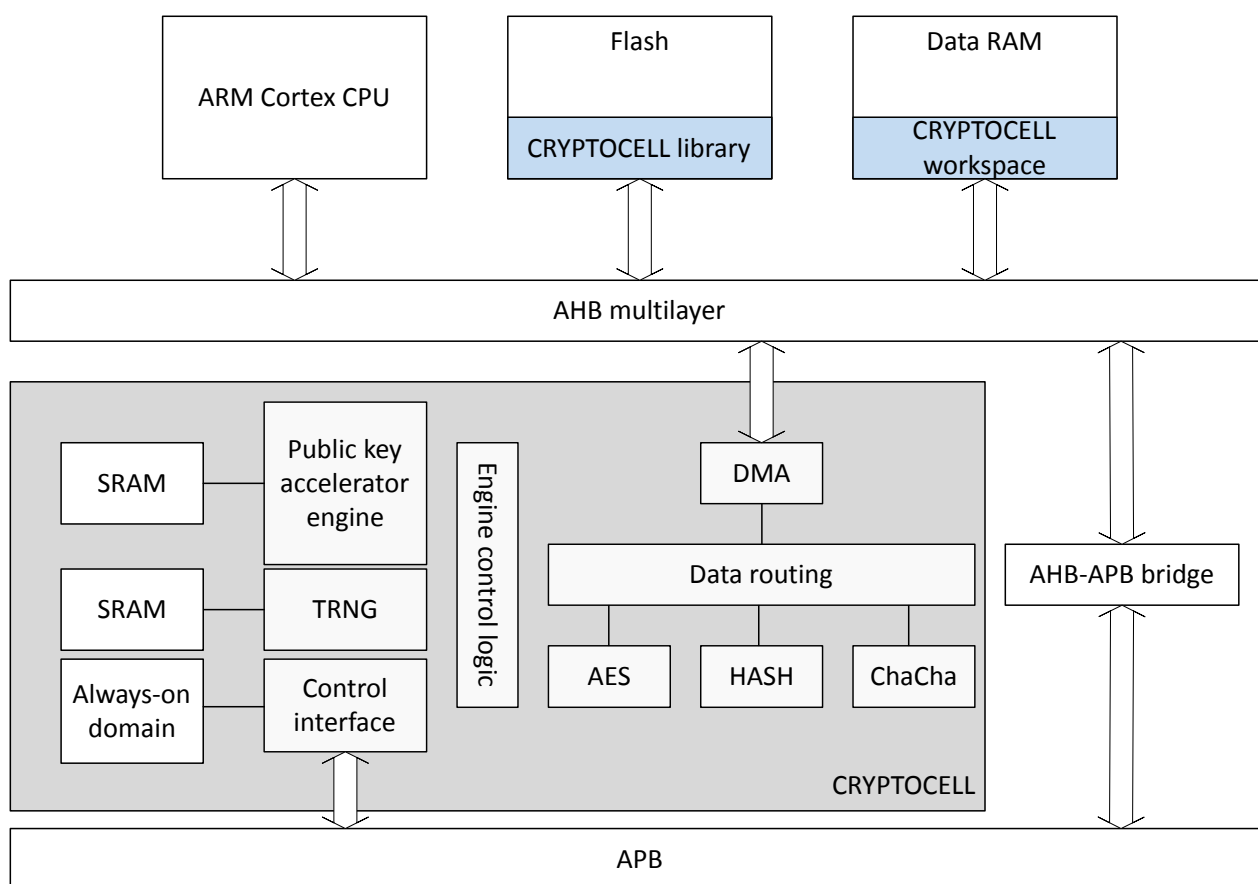 ARM Cortex CPU
Flash
CRYPTOCELL library
Data RAM
CRYPTOCELL
workspace
AHB multilayer
SRAM
Public key
accelerator
engine
Engine control logic
DMA
Data routing
AHB-APB bridge
SRAM
TRNG
AES
HASH
ChaCha
Always-on
domain
Control
interface
CRYPTOCELL
APB